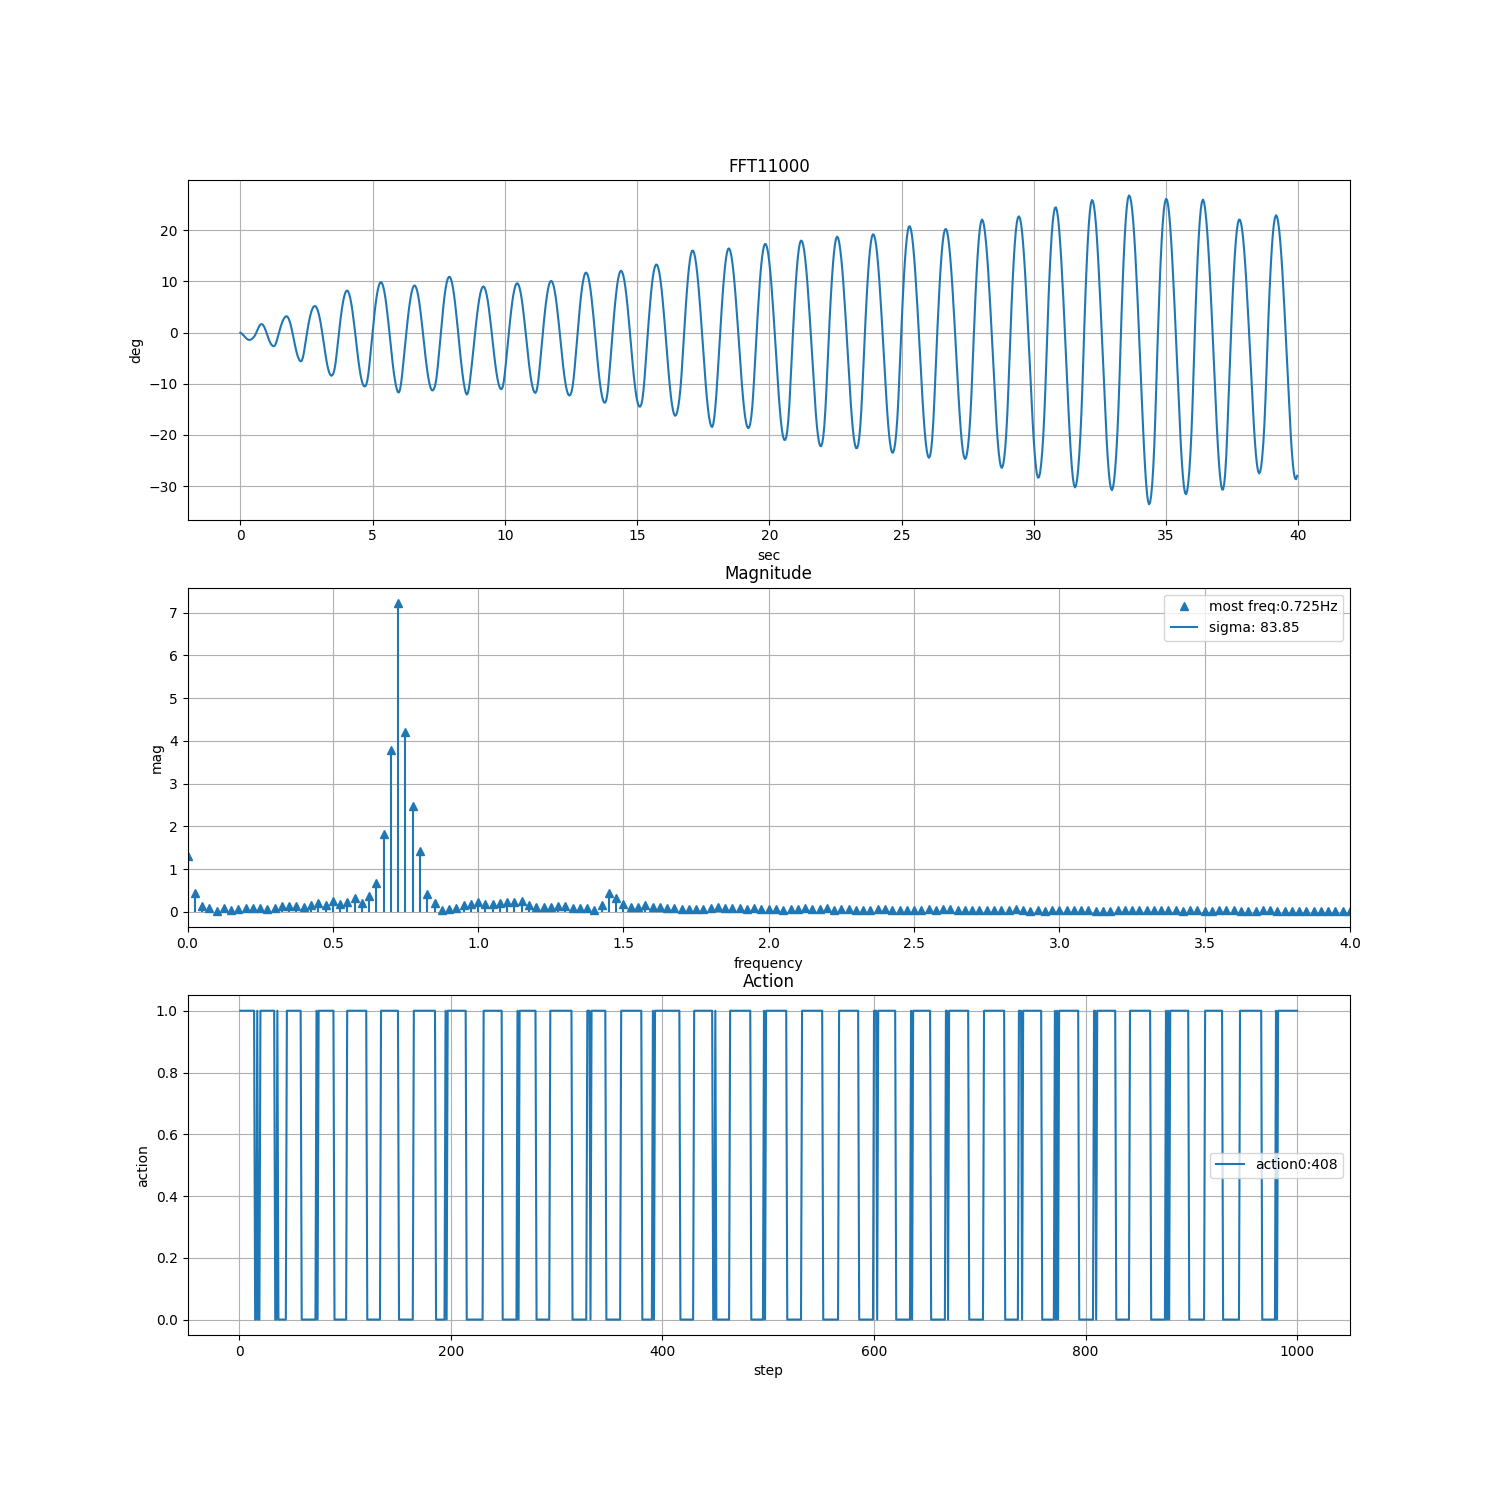 FFT11000
20
10
0
−10
−20
−30
deg
0 5 10 15 20 25 30 35 40
sec
Magnitude
7
6
5
4
3
2
1
0
mag
most freq:0.725Hz
sigma: 83.85
0.0 0.5 1.0 1.5 2.0 2.5 3.0 3.5 4.0
frequency
Action
1.0
0.8
0.6
0.4
0.2
0.0
action
action0:408
0 200 400 600 800 1000
step